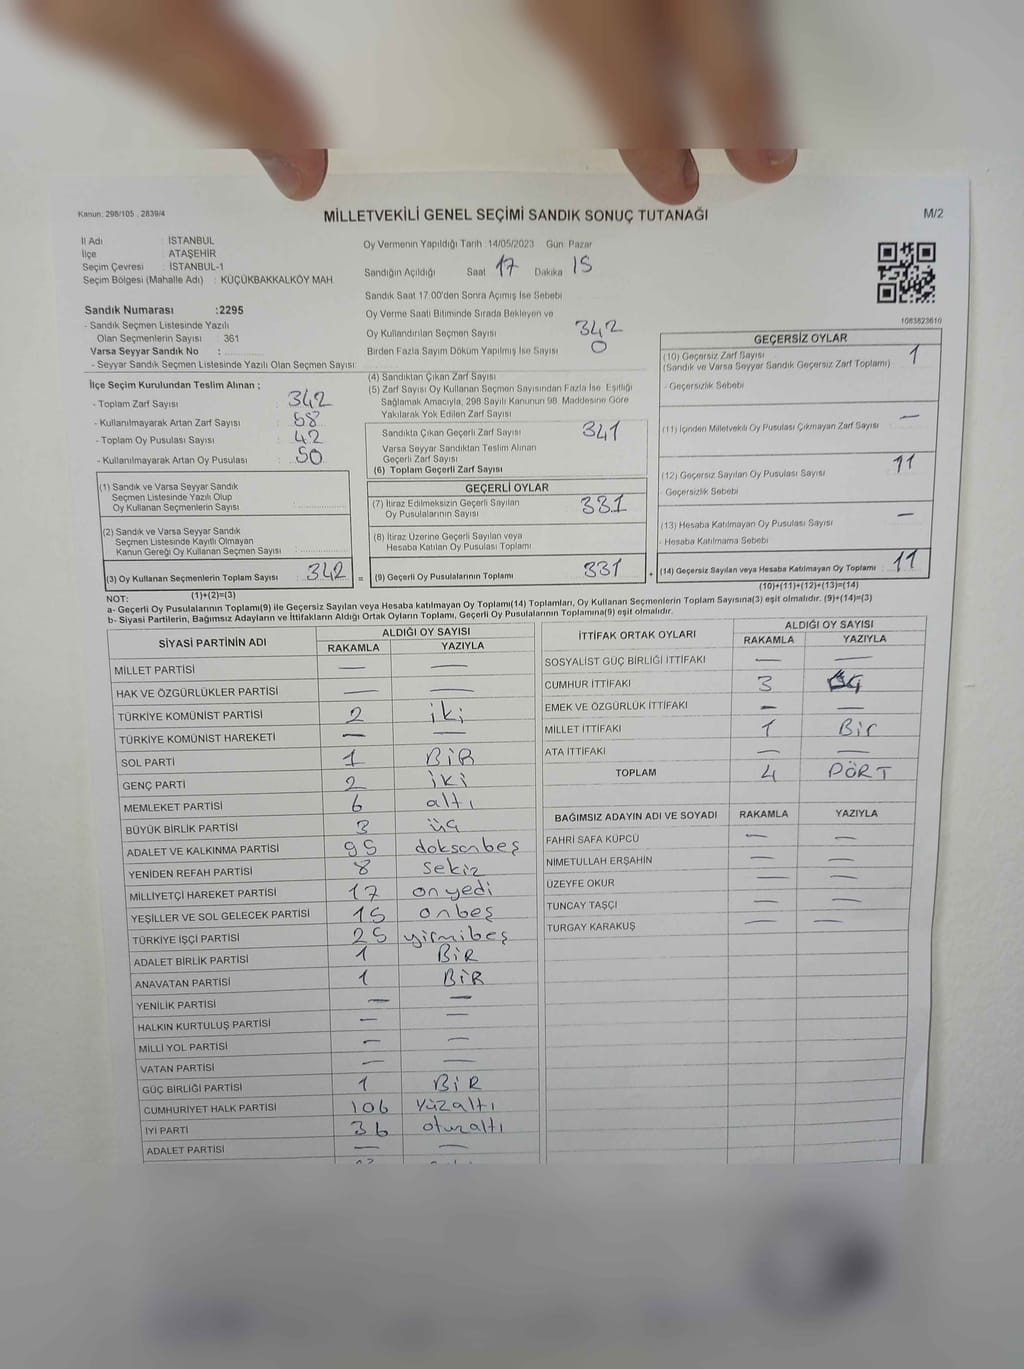 Kanun: 298/105 , 2839/4
MİLLETVEKİLİ GENEL SEÇİMİ SANDIK SONUÇ TUTANAĞI
M/2
İl Adı : İSTANBUL
İlçe : ATAŞEHİR
Seçim Çevresi : İSTANBUL-1
Seçim Bölgesi (Mahalle Adı) : KÜÇÜKBAKKALKÖY MAH.
Sandık Numarası :2295
- Sandık Seçmen Listesinde Yazılı
Olan Seçmenlerin Sayısı : 361
Varsa Seyyar Sandık No :
- Seyyar Sandık Seçmen Listesinde Yazılı Olan Seçmen Sayısı:
İlçe Seçim Kurulundan Teslim Alınan ;
- Toplam Zarf Sayısı : 342
- Kullanılmayarak Artan Zarf Sayısı : 68
- Toplam Oy Pusulası Sayısı : 42
- Kullanılmayarak Artan Oy Pusulası : 50
(1) Sandık ve Varsa Seyyar Sandık
Seçmen Listesinde Yazılı Olup
Oy Kullanan Seçmenlerin Sayısı
(2) Sandık ve Varsa Seyyar Sandık
Seçmen Listesinde Kayıtlı Olmayan
Kanun Gereği Oy Kullanan Seçmen Sayısı
(3) Oy Kullanan Seçmenlerin Toplam Sayısı : 342
(1)+(2)=(3)
Oy Vermenin Yapıldığı Tarih :14/05/2023 Gün: Pazar
Sandığın Açıldığı Saat 17 Dakika 15
Sandık Saat 17.00'den Sonra Açımış İse Sebebi
Oy Verme Saati Bitiminde Sırada Bekleyen ve
Oy Kullandırılan Seçmen Sayısı 342
Birden Fazla Sayım Döküm Yapılmış İse Sayısı 0
(4) Sandıktan Çıkan Zarf Sayısı
(5) Zarf Sayısı Oy Kullanan Seçmen Sayısından Fazla İse, Eşitliği
Sağlamak Amacıyla, 298 Sayılı Kanunun 98. Maddesine Göre
Yakılarak Yok Edilen Zarf Sayısı
Sandıkta Çıkan Geçerli Zarf Sayısı 341
Varsa Seyyar Sandıktan Teslim Alınan
Geçerli Zarf Sayısı
(6) Toplam Geçerli Zarf Sayısı
GEÇERLİ OYLAR
(7) İtiraz Edilmeksizin Geçerli Sayılan
Oy Pusulalarının Sayısı 331
(8) İtiraz Üzerine Geçerli Sayılan veya
Hesaba Katılan Oy Pusulası Toplamı
= (9) Geçerli Oy Pusulalarının Toplamı 331 +
1083823610
GEÇERSİZ OYLAR
(10) Geçersiz Zarf Sayısı 1
(Sandık ve Varsa Seyyar Sandık Geçersiz Zarf Toplamı)
- Geçersizlik Sebebi
(11) İçinden Milletvekili Oy Pusulası Çıkmayan Zarf Sayısı —
(12) Geçersiz Sayılan Oy Pusulası Sayısı 11
- Geçersizlik Sebebi
(13) Hesaba Katılmayan Oy Pusulası Sayısı —
- Hesaba Katılmama Sebebi
(14) Geçersiz Sayılan veya Hesaba Katılmayan Oy Toplamı 11
(10)+(11)+(12)+(13)=(14)
NOT:
a- Geçerli Oy Pusulalarının Toplamı(9) ile Geçersiz Sayılan veya Hesaba katılmayan Oy Toplamı(14) Toplamları, Oy Kullanan Seçmenlerin Toplam Sayısına(3) eşit olmalıdır. (9)+(14)=(3)
b- Siyasi Partilerin, Bağımsız Adayların ve İttifakların Aldığı Ortak Oyların Toplamı, Geçerli Oy Pusulalarının Toplamına(9) eşit olmalıdır.
SİYASİ PARTİNİN ADI ALDIĞI OY SAYISI
RAKAMLA YAZIYLA
MİLLET PARTİSİ — —
HAK VE ÖZGÜRLÜKLER PARTİSİ — —
TÜRKİYE KOMÜNİST PARTİSİ 2 iki
TÜRKİYE KOMÜNİST HAREKETİ — —
SOL PARTİ 1 BİR
GENÇ PARTİ 2 iki
MEMLEKET PARTİSİ 6 altı
BÜYÜK BİRLİK PARTİSİ 3 üç
ADALET VE KALKINMA PARTİSİ 95 doksanbeş
YENİDEN REFAH PARTİSİ 8 sekiz
MİLLİYETÇİ HAREKET PARTİSİ 17 onyedi
YEŞİLLER VE SOL GELECEK PARTİSİ 15 onbeş
TÜRKİYE İŞÇİ PARTİSİ 25 yirmibeş
ADALET BİRLİK PARTİSİ 1 BİR
ANAVATAN PARTİSİ 1 BİR
YENİLİK PARTİSİ — —
HALKIN KURTULUŞ PARTİSİ — —
MİLLİ YOL PARTİSİ — —
VATAN PARTİSİ — —
GÜÇ BİRLİĞİ PARTİSİ 1 BİR
CUMHURİYET HALK PARTİSİ 106 Yüzaltı
İYİ PARTİ 36 otuzaltı
ADALET PARTİSİ — —
İTTİFAK ORTAK OYLARI ALDIĞI OY SAYISI
RAKAMLA YAZIYLA
SOSYALİST GÜÇ BİRLİĞİ İTTİFAKI — —
CUMHUR İTTİFAKI 3
EMEK VE ÖZGÜRLÜK İTTİFAKI — —
MİLLET İTTİFAKI 1 Bir
ATA İTTİFAKI — —
TOPLAM 4 DÖRT
BAĞIMSIZ ADAYIN ADI VE SOYADI RAKAMLA YAZIYLA
FAHRİ SAFA KÜPCÜ — —
NİMETULLAH ERŞAHİN — —
ÜZEYFE OKUR — —
TUNCAY TAŞÇI — —
TURGAY KARAKUŞ — —